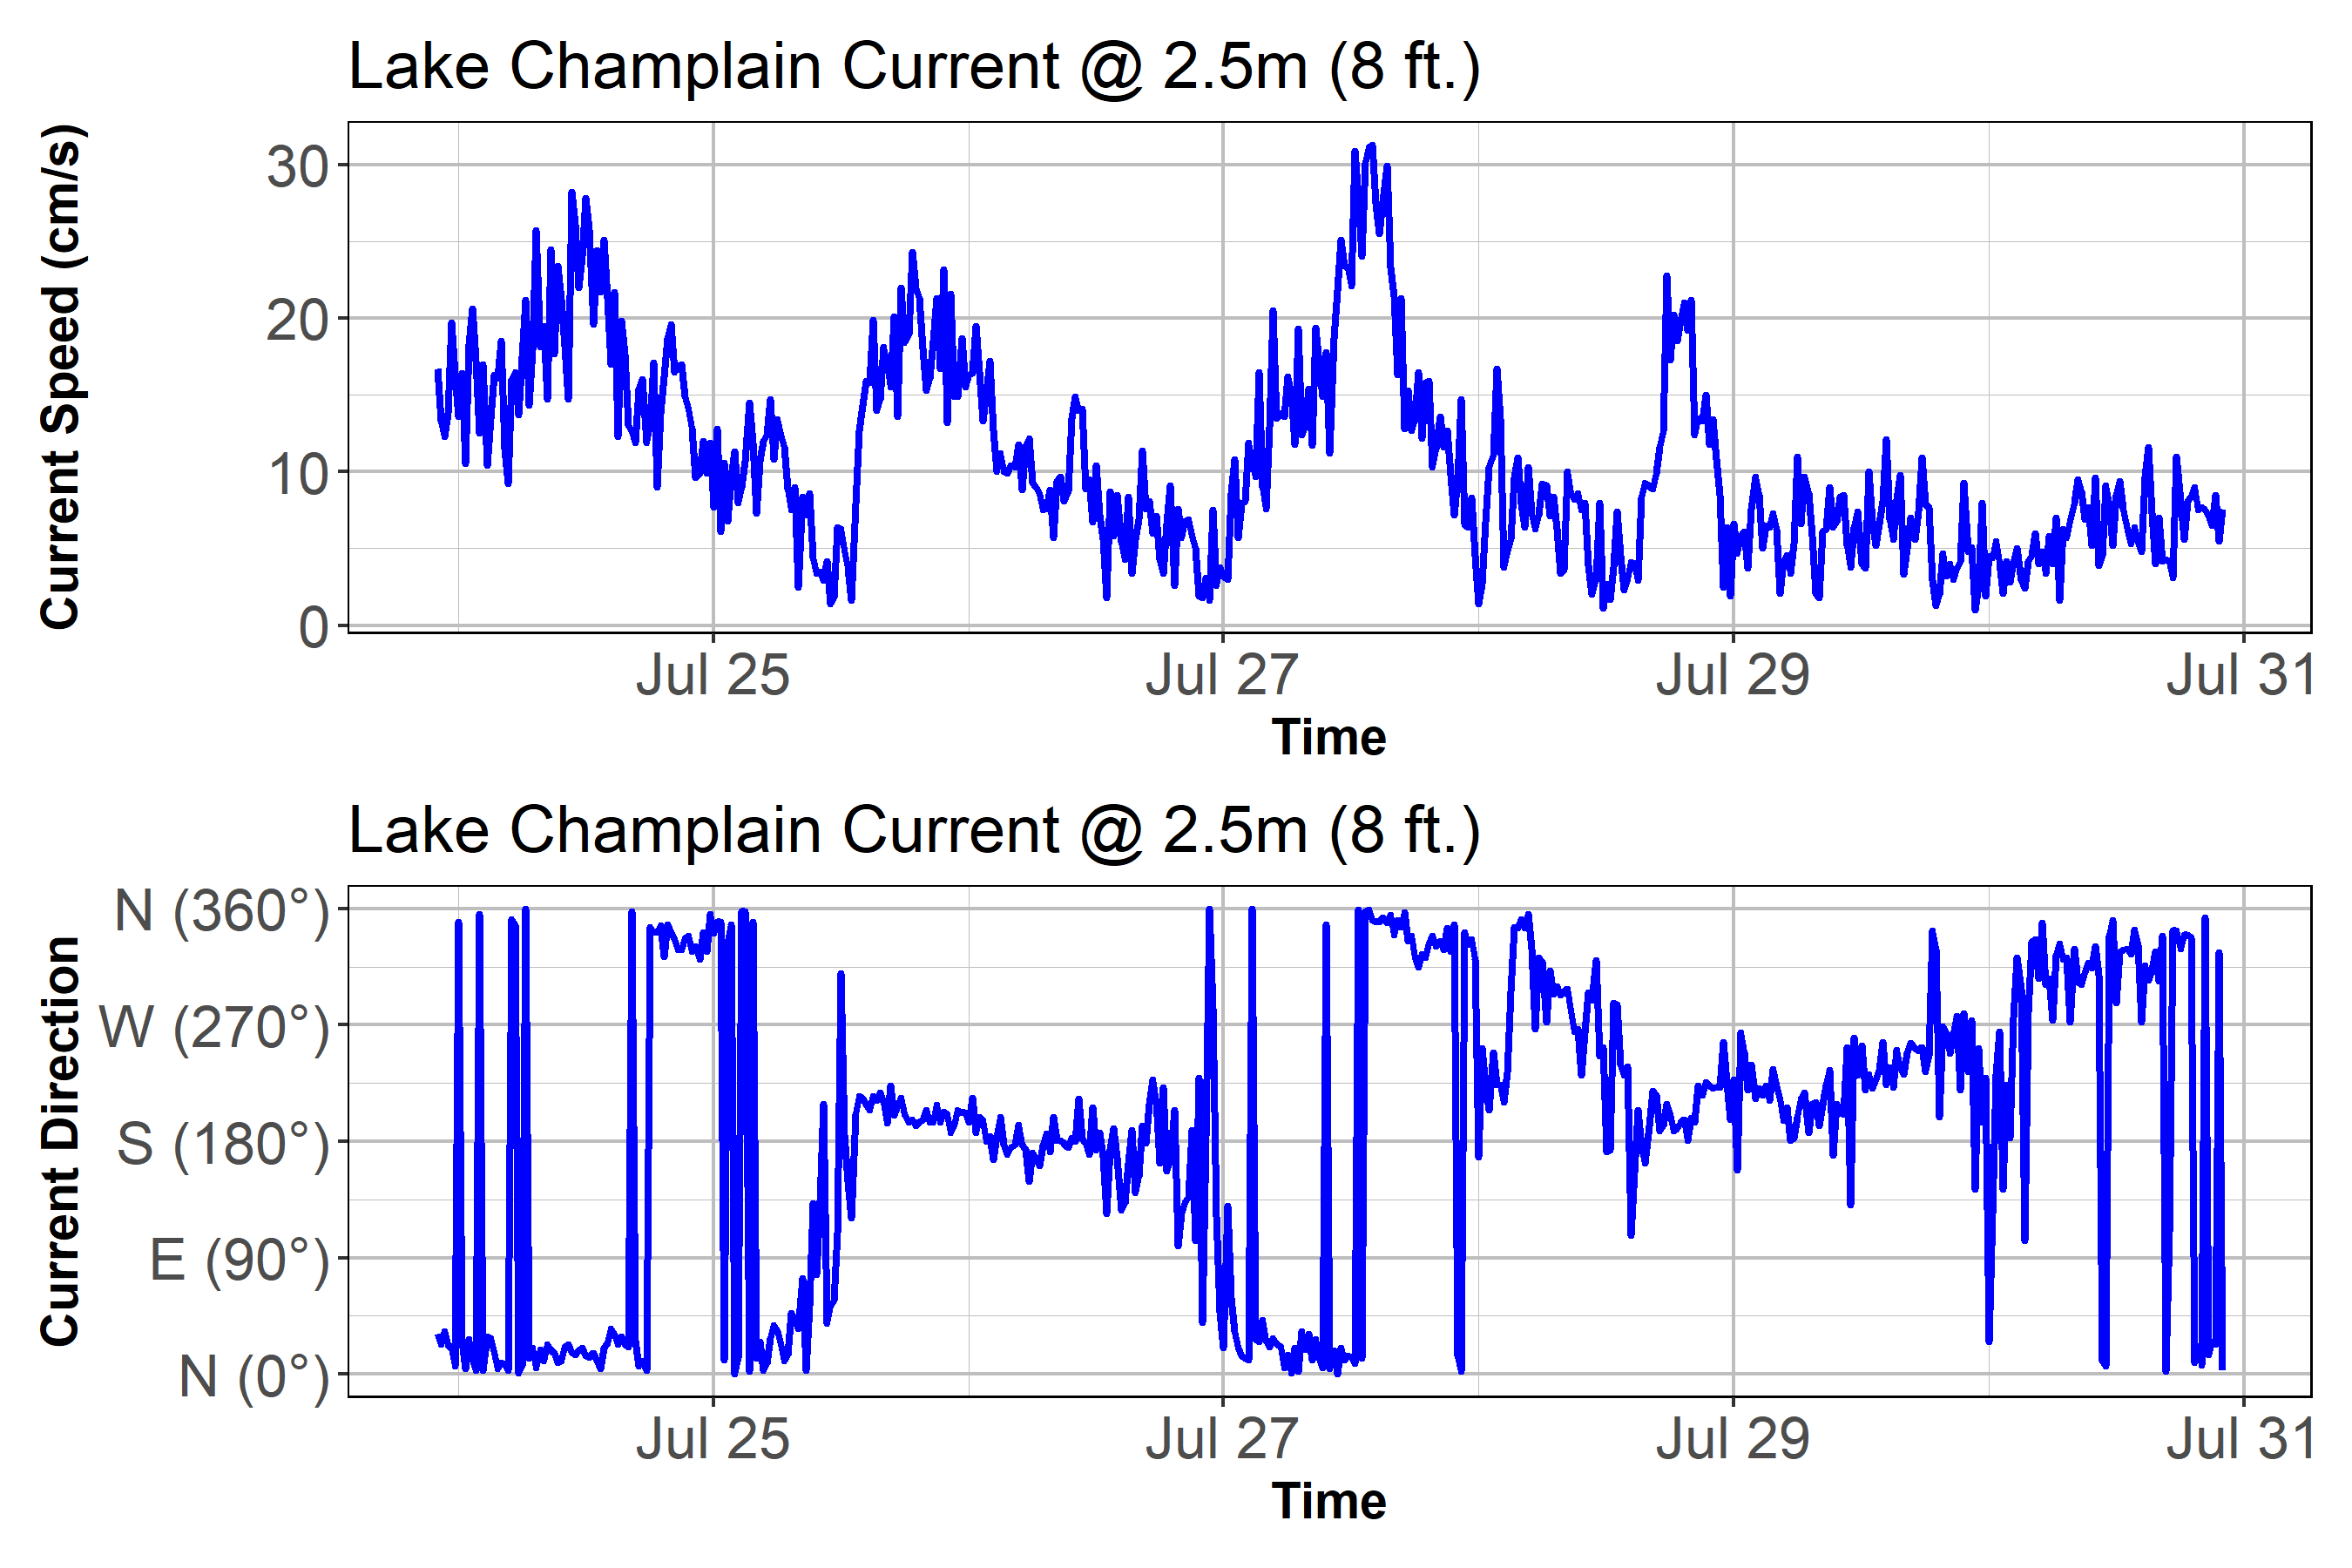 Lake Champlain Current @ 2.5m (8 ft.)
Current Speed (cm/s)
30
20
10
0
Jul 25 Jul 27 Jul 29 Jul 31
Time
Lake Champlain Current @ 2.5m (8 ft.)
Current Direction
N (360°)
W (270°)
S (180°)
E (90°)
N (0°)
Jul 25 Jul 27 Jul 29 Jul 31
Time